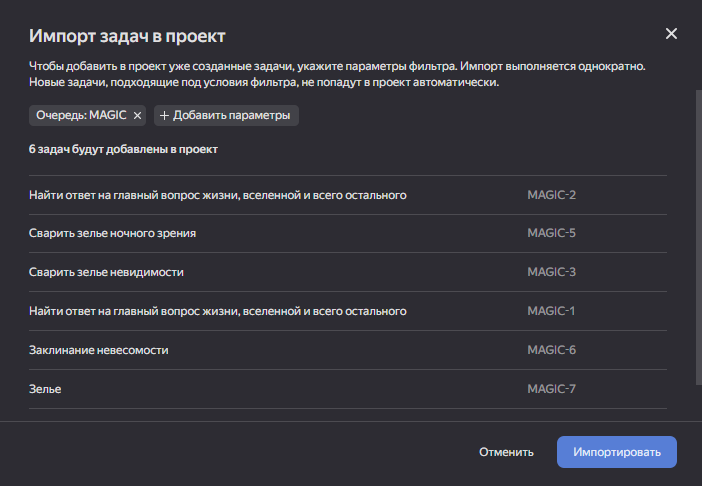 Импорт задач в проект
Чтобы добавить в проект уже созданные задачи, укажите параметры фильтра. Импорт выполняется однократно.
Новые задачи, подходящие под условия фильтра, не попадут в проект автоматически.
Очередь: MAGIC × + Добавить параметры
6 задач будут добавлены в проект
Найти ответ на главный вопрос жизни, вселенной и всего остального MAGIC-2
Сварить зелье ночного зрения MAGIC-5
Сварить зелье невидимости MAGIC-3
Найти ответ на главный вопрос жизни, вселенной и всего остального MAGIC-1
Заклинание невесомости MAGIC-6
Зелье MAGIC-7
Отменить Импортировать